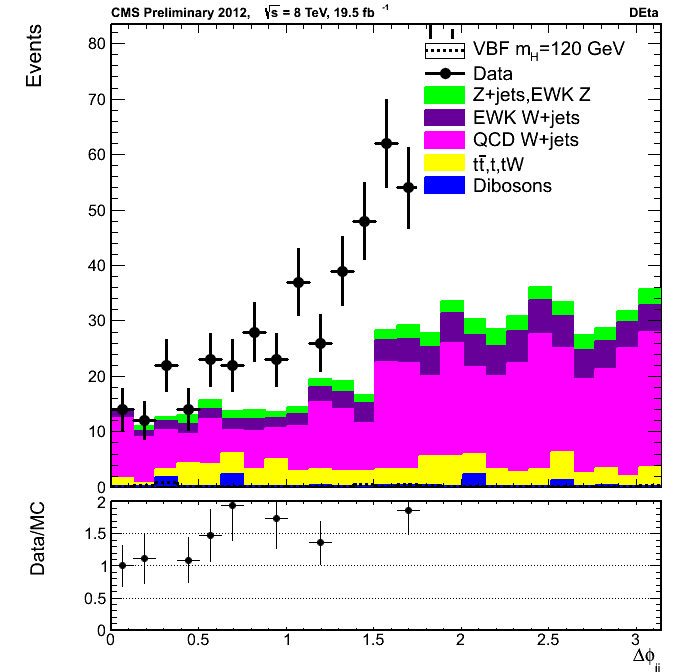 CMS Preliminary 2012, √s = 8 TeV, 19.5 fb⁻¹ DEta
Events
80
70
60
50
40
30
20
10
0
VBF m_H=120 GeV
Data
Z+jets,EWK Z
EWK W+jets
QCD W+jets
tt̄,t,tW
Dibosons
Data/MC
2
1.5
1
0.5
0
0 0.5 1 1.5 2 2.5 3
Δϕ_jj